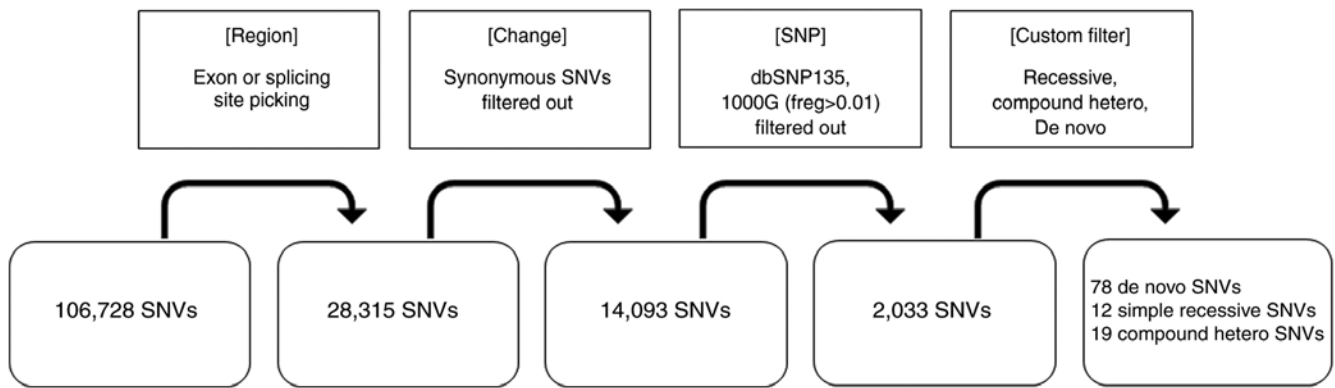 [Region]
Exon or splicing
site picking
[Change]
Synonymous SNVs
filtered out
[SNP]
dbSNP135,
1000G (freg>0.01)
filtered out
[Custom filter]
Recessive,
compound hetero,
De novo
106,728 SNVs
28,315 SNVs
14,093 SNVs
2,033 SNVs
78 de novo SNVs
12 simple recessive SNVs
19 compound hetero SNVs